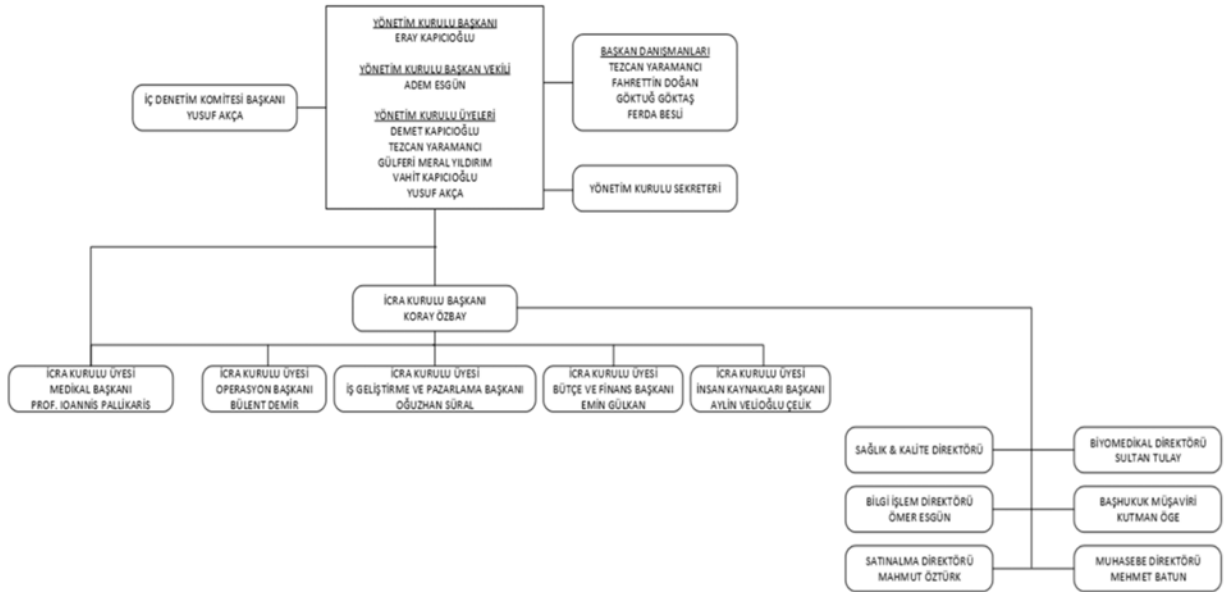 YÖNETİM KURULU BAŞKANI
ERAY KAPICIOĞLU
YÖNETİM KURULU BAŞKAN VEKİLİ
ADEM ESGÜN
YÖNETİM KURULU ÜYELERİ
DEMET KAPICIOĞLU
TEZCAN YARAMANCI
GÜLFERİ MERAL YILDIRIM
VAHİT KAPICIOĞLU
YUSUF AKÇA
BAŞKAN DANIŞMANLARI
TEZCAN YARAMANCI
FAHRETTİN DOĞAN
GÖKTUĞ GÖKTAŞ
FERDA BESLİ
İÇ DENETİM KOMİTESİ BAŞKANI
YUSUF AKÇA
YÖNETİM KURULU SEKRETERİ
İCRA KURULU BAŞKANI
KORAY ÖZBAY
İCRA KURULU ÜYESİ
MEDİKAL BAŞKANI
PROF. IOANNIS PALLİKARİS
İCRA KURULU ÜYESİ
OPERASYON BAŞKANI
BÜLENT DEMİR
İCRA KURULU ÜYESİ
İŞ GELİŞTİRME VE PAZARLAMA BAŞKANI
OĞUZHAN SÜRAL
İCRA KURULU ÜYESİ
BÜTÇE VE FİNANS BAŞKANI
EMİN GÜLKAN
İCRA KURULU ÜYESİ
İNSAN KAYNAKLARI BAŞKANI
AYLİN VELİOĞLU ÇELİK
SAĞLIK & KALİTE DİREKTÖRÜ
BİYOMEDİKAL DİREKTÖRÜ
SULTAN TULAY
BİLGİ İŞLEM DİREKTÖRÜ
ÖMER ESGÜN
BAŞHUKUK MÜŞAVİRİ
KUTMAN ÖGE
SATINALMA DİREKTÖRÜ
MAHMUT ÖZTÜRK
MUHASEBE DİREKTÖRÜ
MEHMET BATUN